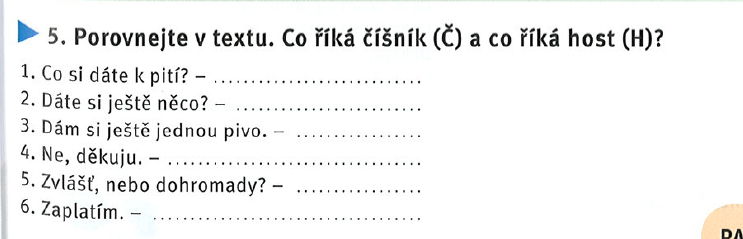 5. Porovnejte v textu. Co říká číšník (Č) a co říká host (H)?
1. Co si dáte k pití? – ............................
2. Dáte si ještě něco? – .........................
3. Dám si ještě jednou pivo. – .................
4. Ne, děkuju. – ..................................
5. Zvlášť, nebo dohromady? – .................
6. Zaplatím. – ....................................